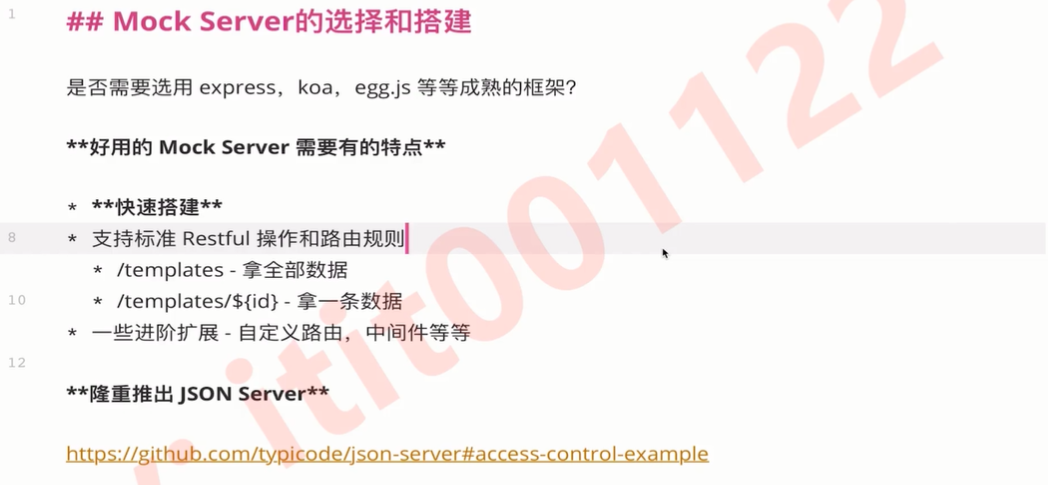 1
## Mock Server的选择和搭建
是否需要选用 express，koa，egg.js 等等成熟的框架?
**好用的 Mock Server 需要有的特点**
* **快速搭建**
8
* 支持标准 Restful 操作和路由规则
* /templates - 拿全部数据
10
* /templates/${id} - 拿一条数据
* 一些进阶扩展 - 自定义路由，中间件等等
12
**隆重推出 JSON Server**
https://github.com/typicode/json-server#access-control-example
: itit001122